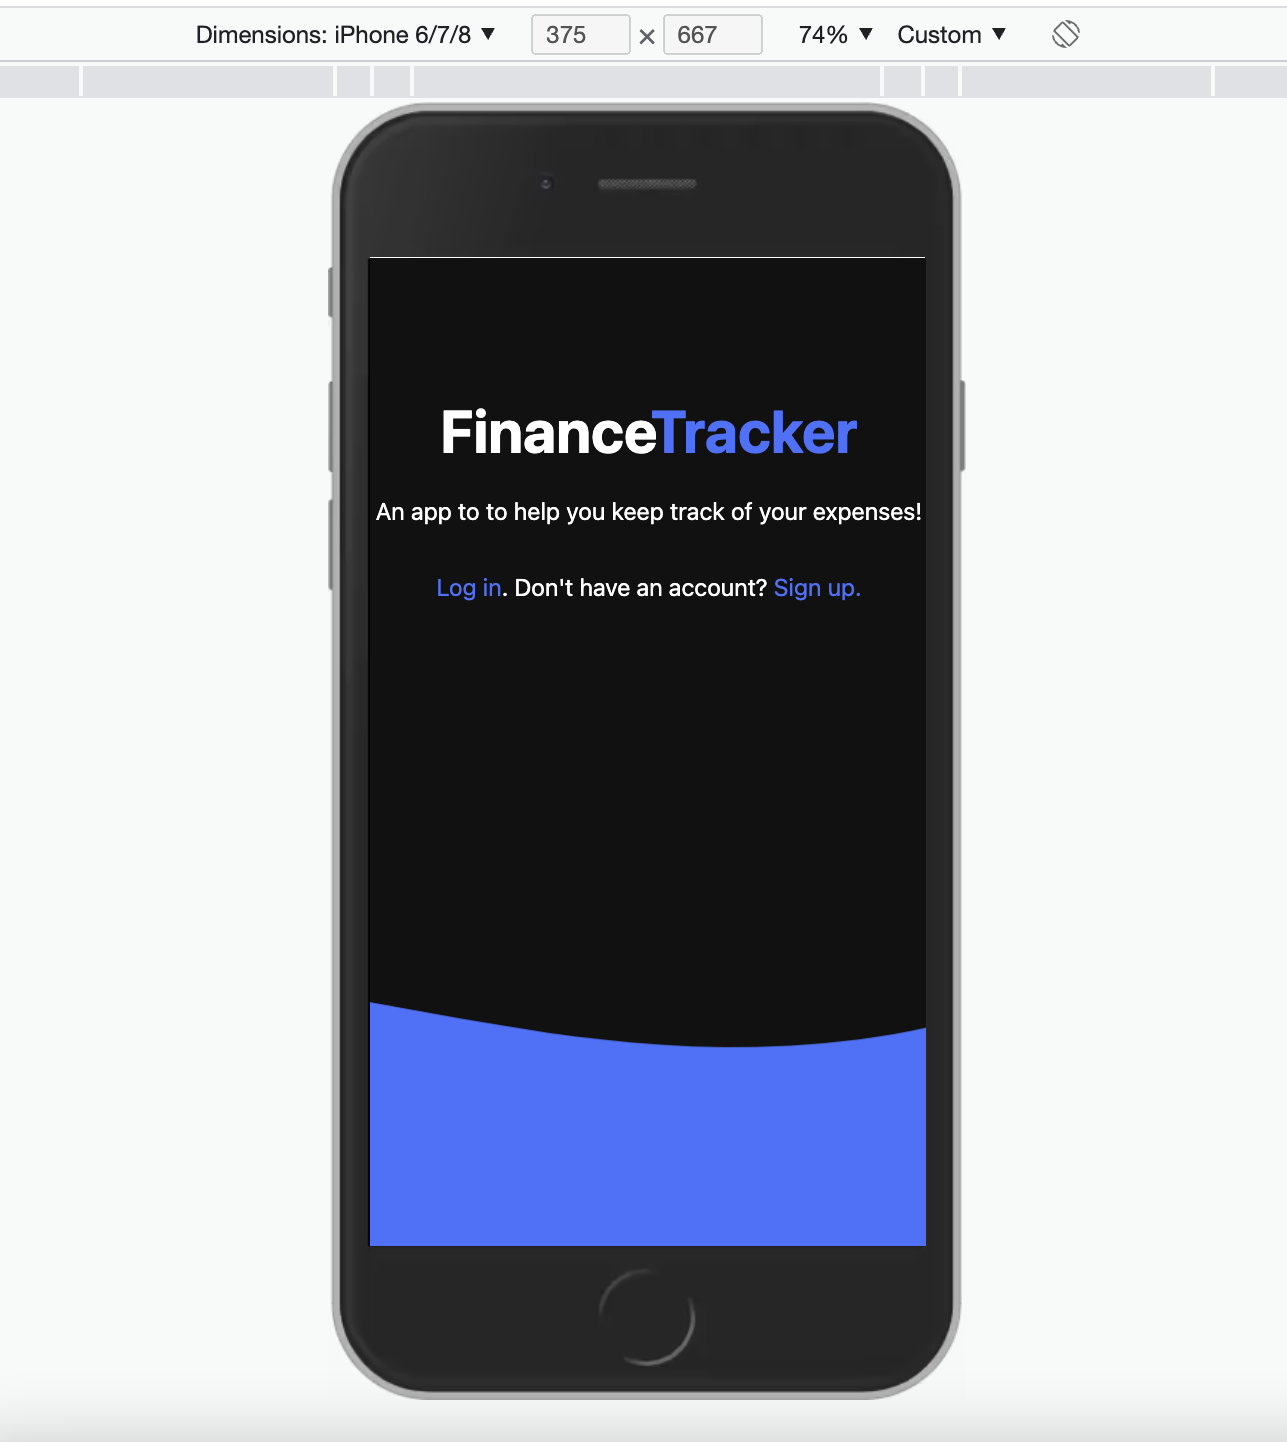 Dimensions: iPhone 6/7/8 ▼ 375 × 667 74% ▼ Custom ▼
FinanceTracker
An app to to help you keep track of your expenses!
Log in. Don't have an account? Sign up.